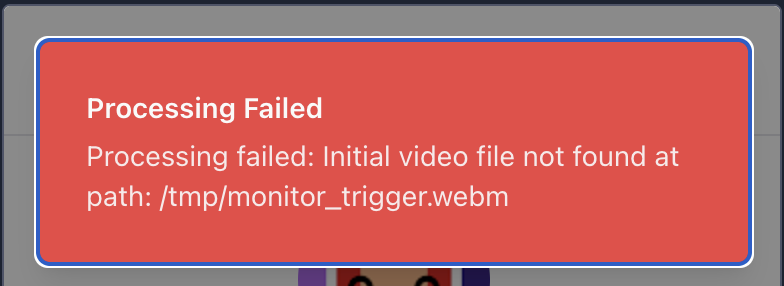 Processing Failed
Processing failed: Initial video file not found at
path: /tmp/monitor_trigger.webm